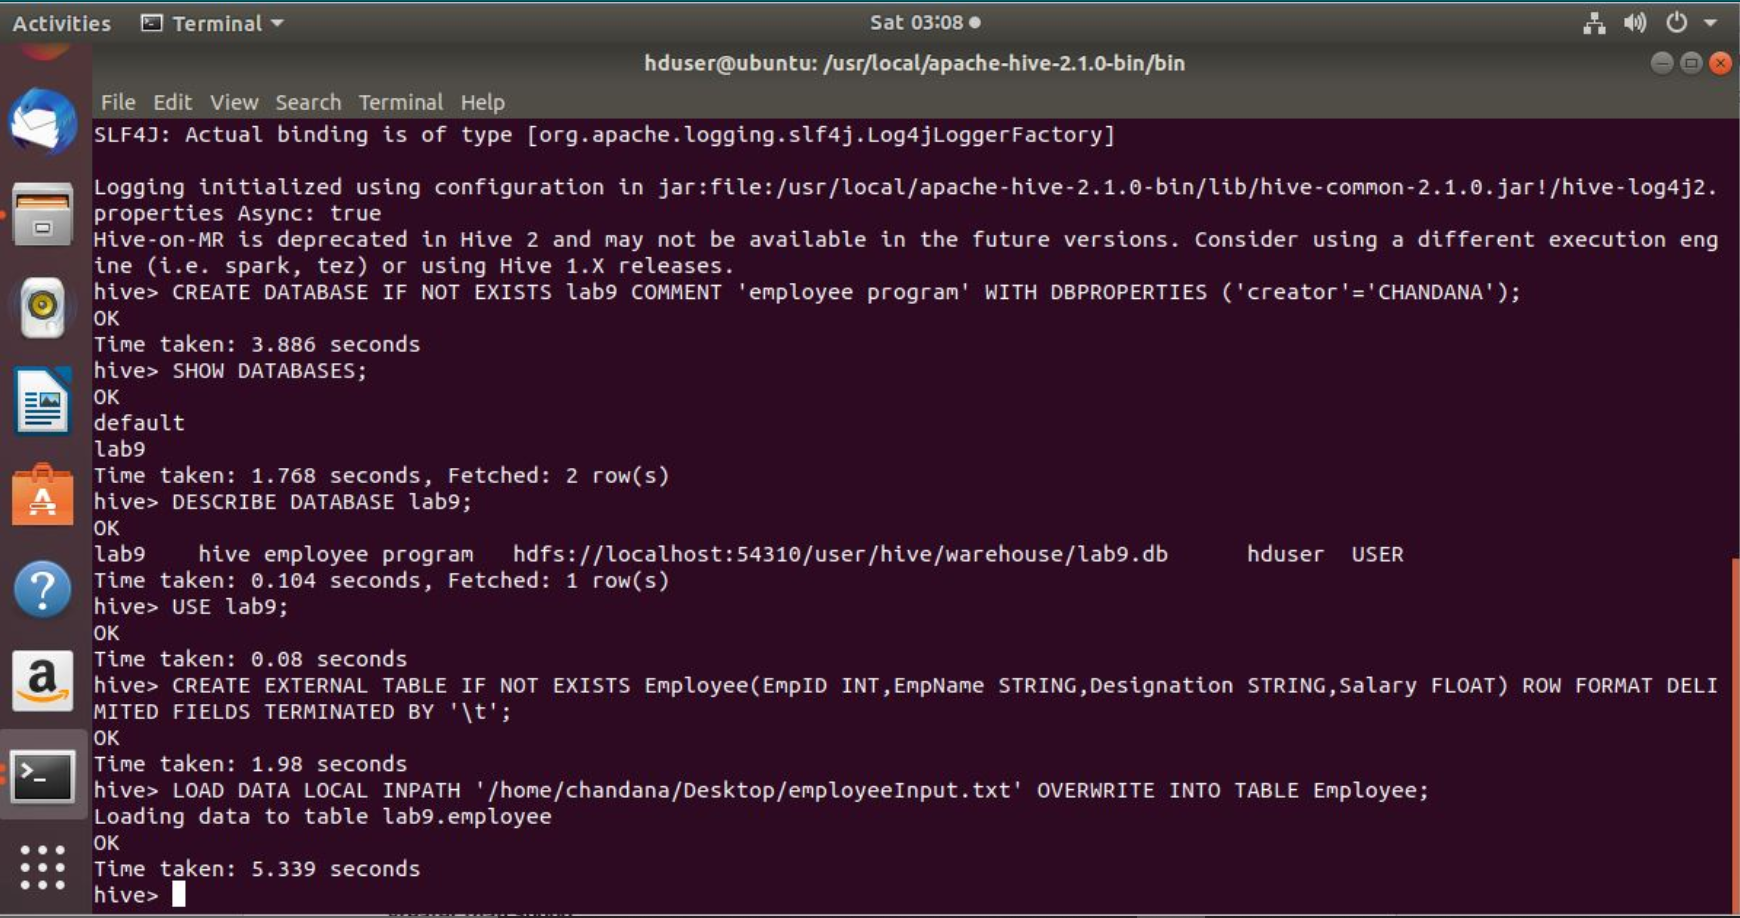 Activities Terminal Sat 03:08
hduser@ubuntu: /usr/local/apache-hive-2.1.0-bin/bin
File Edit View Search Terminal Help
SLF4J: Actual binding is of type [org.apache.logging.slf4j.Log4jLoggerFactory]
Logging initialized using configuration in jar:file:/usr/local/apache-hive-2.1.0-bin/lib/hive-common-2.1.0.jar!/hive-log4j2.
properties Async: true
Hive-on-MR is deprecated in Hive 2 and may not be available in the future versions. Consider using a different execution eng
ine (i.e. spark, tez) or using Hive 1.X releases.
hive> CREATE DATABASE IF NOT EXISTS lab9 COMMENT 'employee program' WITH DBPROPERTIES ('creator'='CHANDANA');
OK
Time taken: 3.886 seconds
hive> SHOW DATABASES;
OK
default
lab9
Time taken: 1.768 seconds, Fetched: 2 row(s)
hive> DESCRIBE DATABASE lab9;
OK
lab9 hive employee program hdfs://localhost:54310/user/hive/warehouse/lab9.db hduser USER
Time taken: 0.104 seconds, Fetched: 1 row(s)
hive> USE lab9;
OK
Time taken: 0.08 seconds
hive> CREATE EXTERNAL TABLE IF NOT EXISTS Employee(EmpID INT,EmpName STRING,Designation STRING,Salary FLOAT) ROW FORMAT DELI
MITED FIELDS TERMINATED BY '\t';
OK
Time taken: 1.98 seconds
hive> LOAD DATA LOCAL INPATH '/home/chandana/Desktop/employeeInput.txt' OVERWRITE INTO TABLE Employee;
Loading data to table lab9.employee
OK
Time taken: 5.339 seconds
hive>